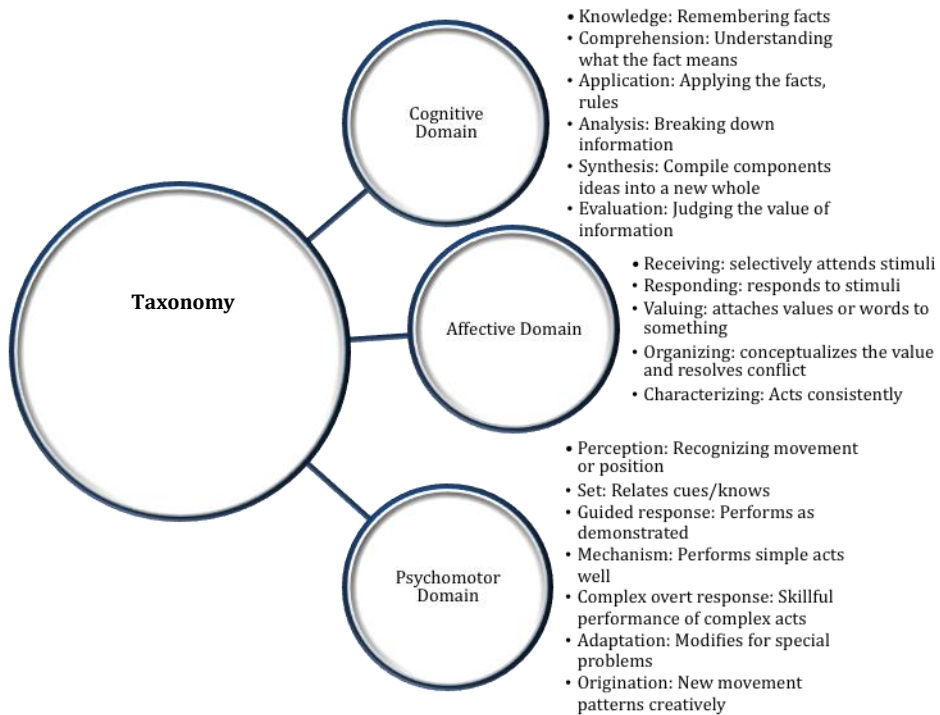 Taxonomy
Cognitive
Domain
• Knowledge: Remembering facts
• Comprehension: Understanding
what the fact means
• Application: Applying the facts,
rules
• Analysis: Breaking down
information
• Synthesis: Compile components
ideas into a new whole
• Evaluation: Judging the value of
information
Affective Domain
• Receiving: selectively attends stimuli
• Responding: responds to stimuli
• Valuing: attaches values or words to
something
• Organizing: conceptualizes the value
and resolves conflict
• Characterizing: Acts consistently
Psychomotor
Domain
• Perception: Recognizing movement
or position
• Set: Relates cues/knows
• Guided response: Performs as
demonstrated
• Mechanism: Performs simple acts
well
• Complex overt response: Skillful
performance of complex acts
• Adaptation: Modifies for special
problems
• Origination: New movement
patterns creatively